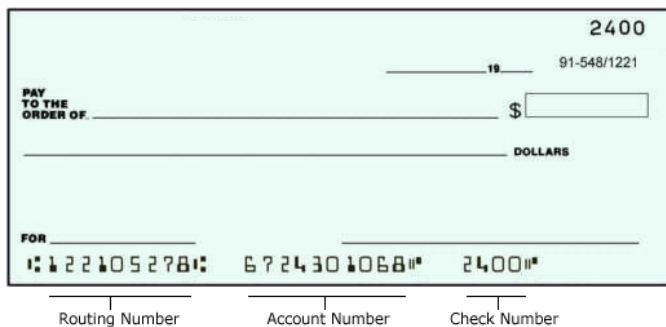 2400
19 91-548/1221
PAY
TO THE
ORDER OF $
DOLLARS
FOR
⑆122105278⑆ 6724301068⑈ 2400⑈
Routing Number Account Number Check Number